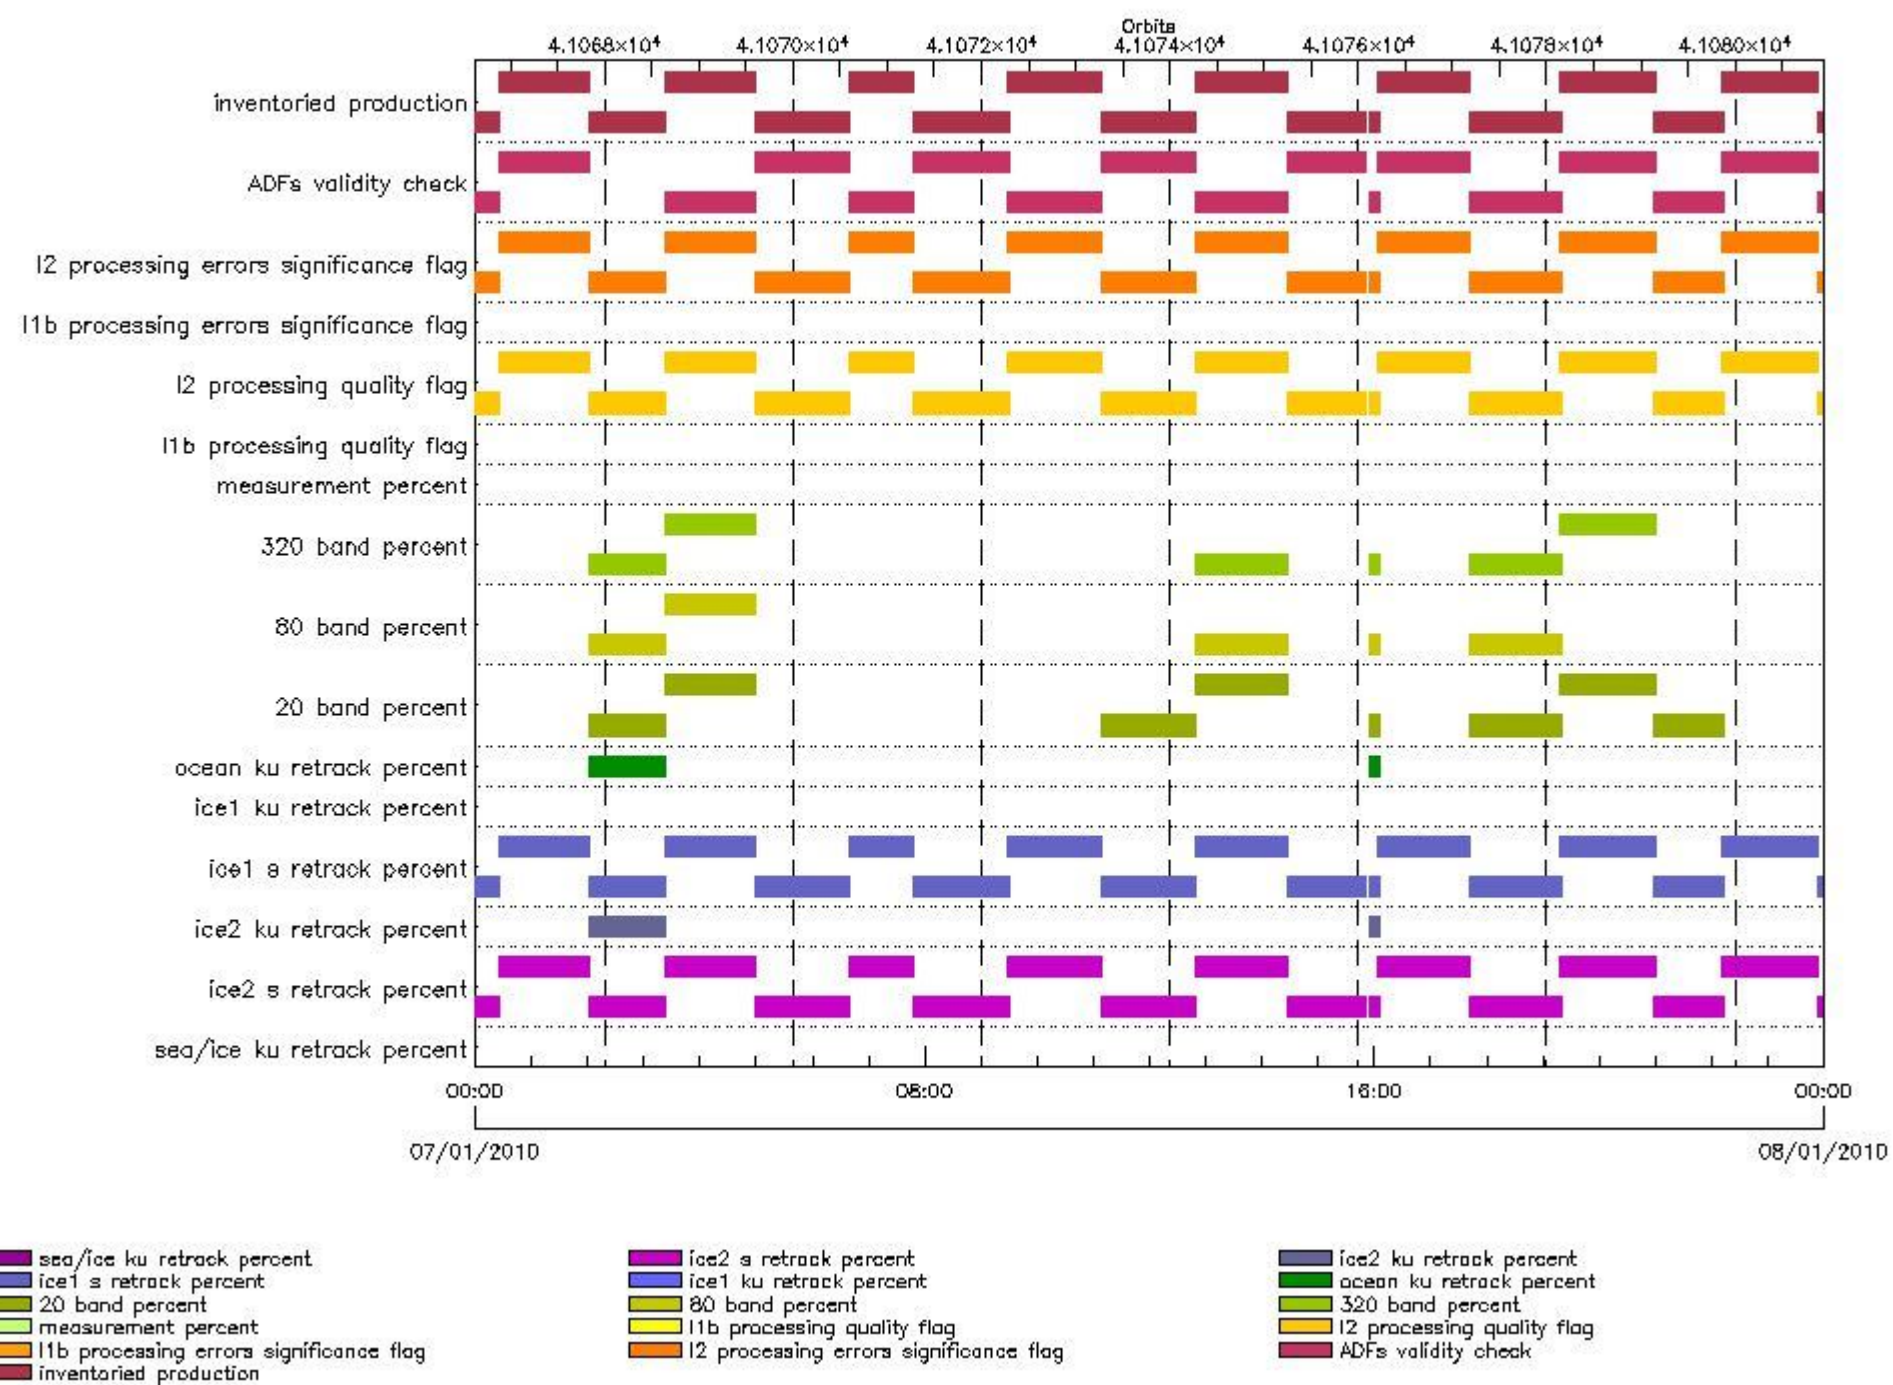 Orbits
4.1068×10⁴ 4.1070×10⁴ 4.1072×10⁴ 4.1074×10⁴ 4.1076×10⁴ 4.1078×10⁴ 4.1080×10⁴
inventoried production
ADFs validity check
l2 processing errors significance flag
l1b processing errors significance flag
l2 processing quality flag
l1b processing quality flag
measurement percent
320 band percent
80 band percent
20 band percent
ocean ku retrack percent
ice1 ku retrack percent
ice1 s retrack percent
ice2 ku retrack percent
ice2 s retrack percent
sea/ice ku retrack percent
00:00 08:00 16:00 00:00
07/01/2010 08/01/2010
sea/ice ku retrack percent ice2 s retrack percent ice2 ku retrack percent
ice1 s retrack percent ice1 ku retrack percent ocean ku retrack percent
20 band percent 80 band percent 320 band percent
measurement percent l1b processing quality flag l2 processing quality flag
l1b processing errors significance flag l2 processing errors significance flag ADFs validity check
inventoried production